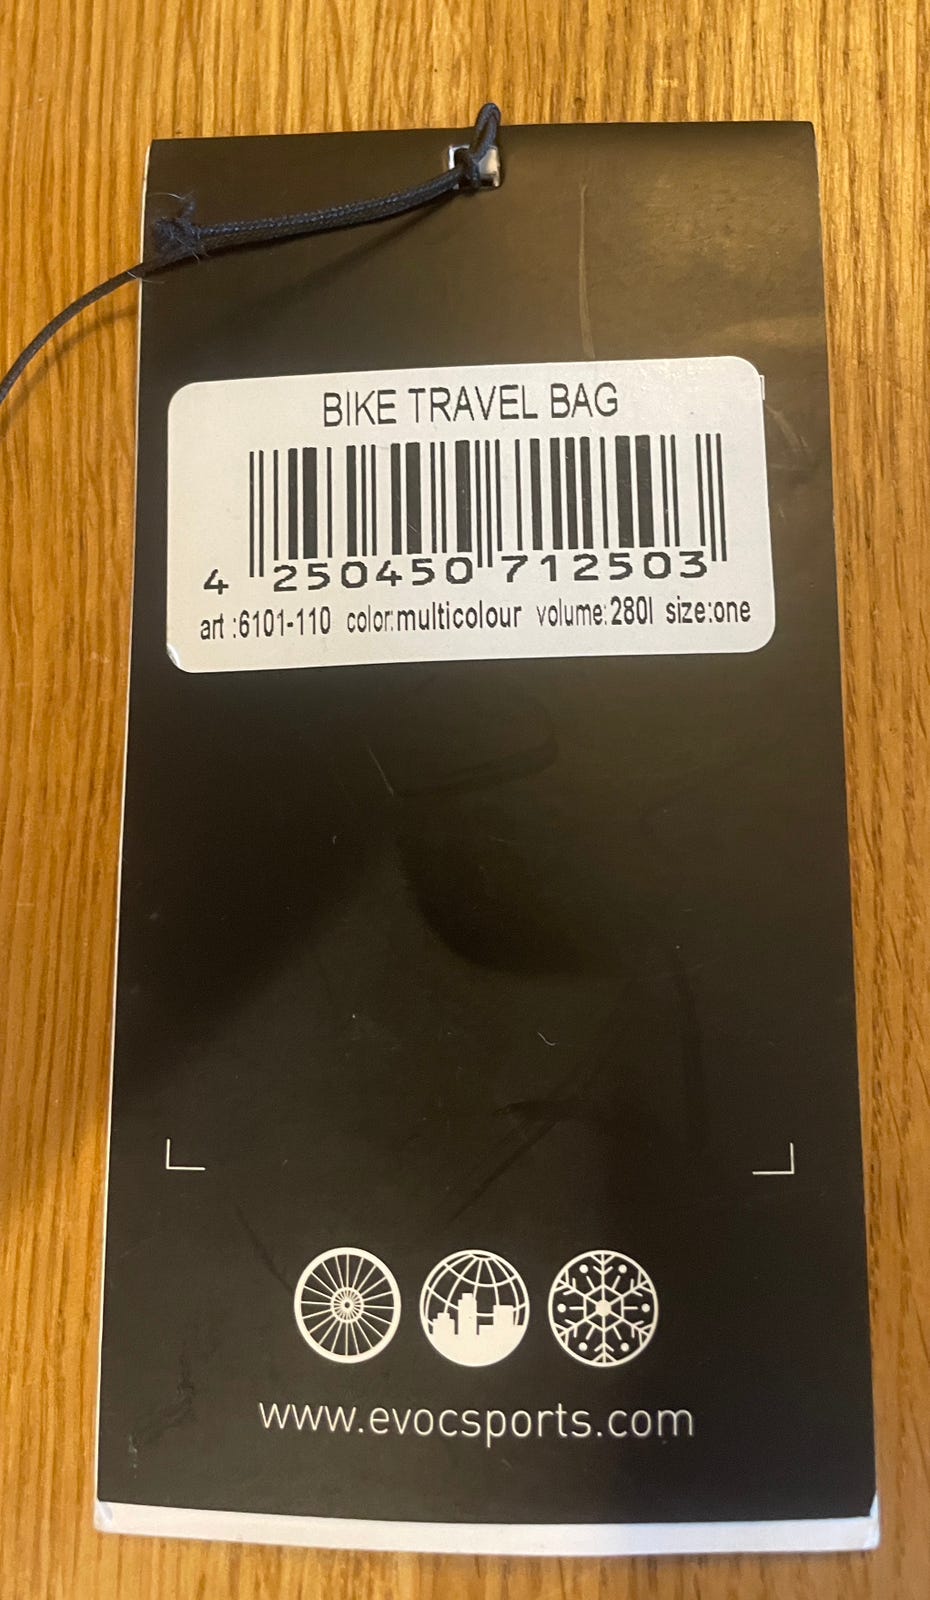 BIKE TRAVEL BAG
4 250450 712503
art :6101-110 color:multicolour volume:280l size:one
www.evocsports.com